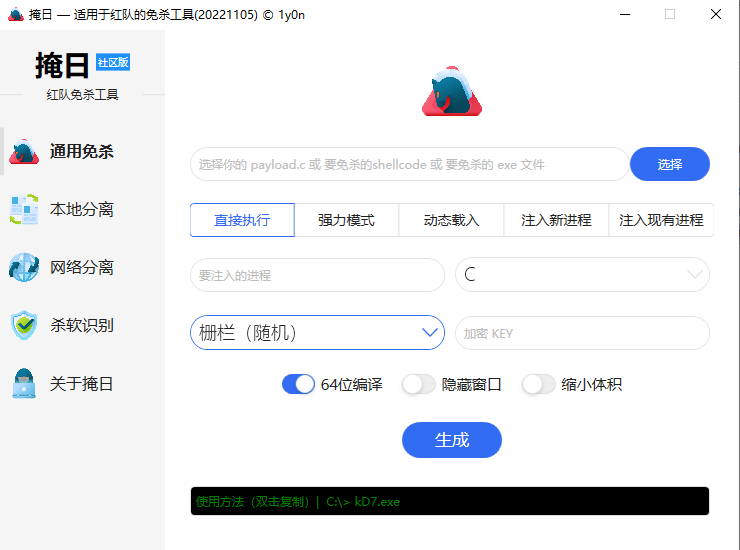 掩日 — 适用于红队的免杀工具(20221105) © 1y0n
掩日 社区版
红队免杀工具
通用免杀
本地分离
网络分离
杀软识别
关于掩日
选择你的 payload.c 或 要免杀的shellcode 或 要免杀的 exe 文件 选择
直接执行 强力模式 动态载入 注入新进程 注入现有进程
要注入的进程 C
栅栏（随机） 加密 KEY
64位编译 隐藏窗口 缩小体积
生成
使用方法（双击复制）| C:\> kD7.exe